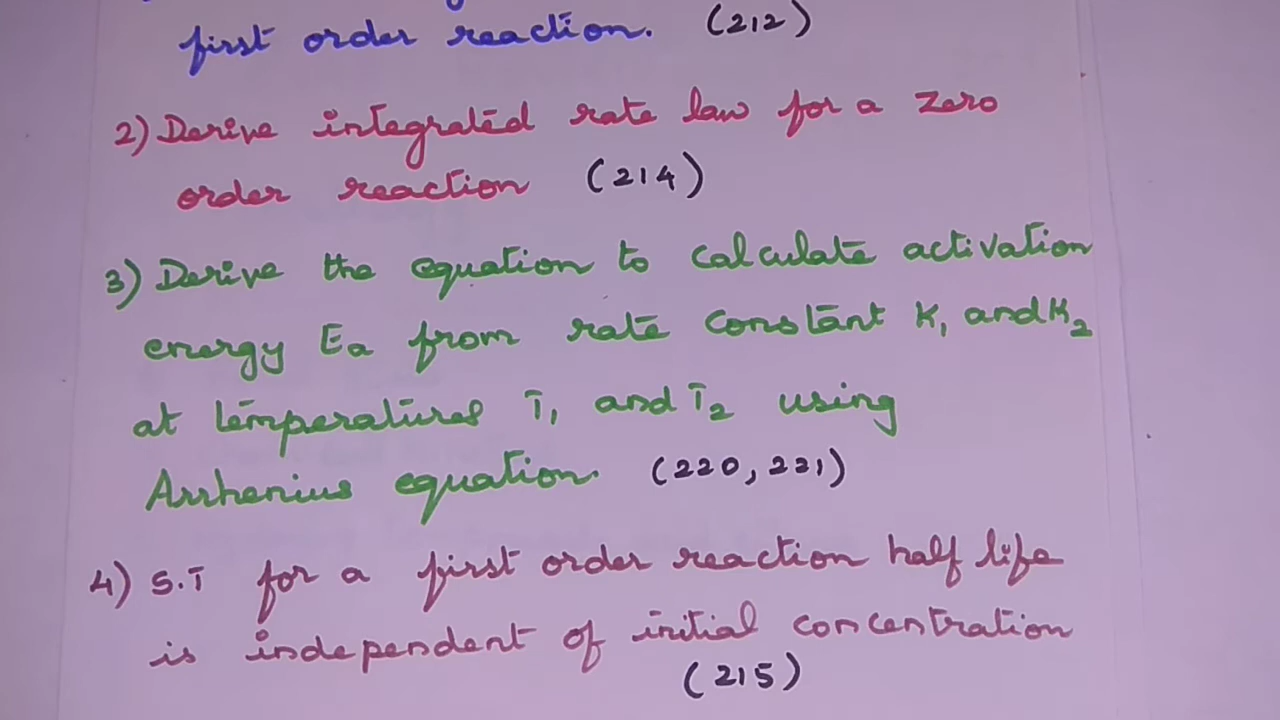 first order reaction. (212)
2) Derive integrated rate law for a zero
order reaction (214)
3) Derive the equation to calculate activation
energy Ea from rate constant K1 and K2
at temperatures T1 and T2 using
Arrhenius equation. (220, 221)
4) S.T for a first order reaction half life
is independent of initial concentration
(215)